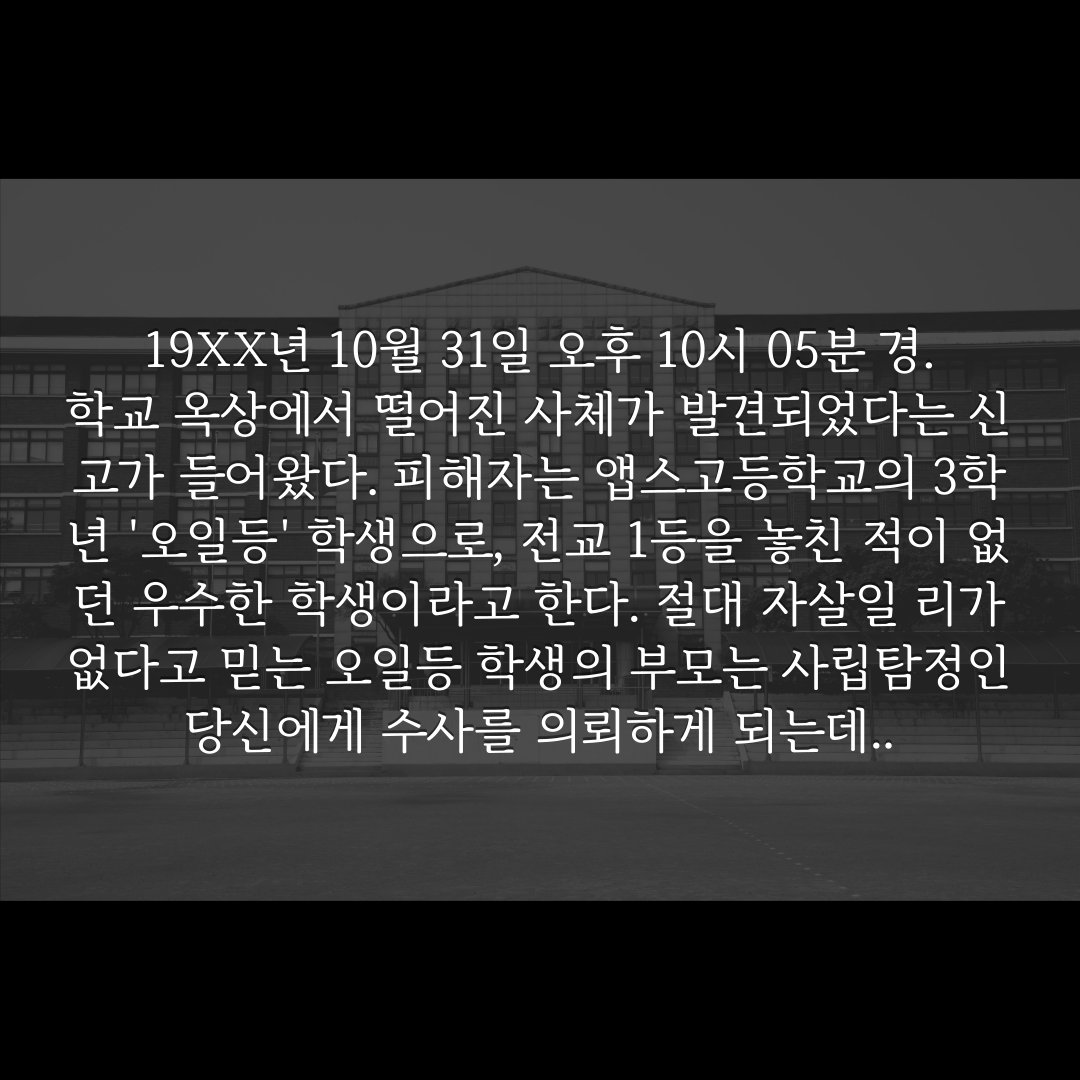 19XX년 10월 31일 오후 10시 05분 경.
학교 옥상에서 떨어진 사체가 발견되었다는 신
고가 들어왔다. 피해자는 앱스고등학교의 3학
년 '오일등' 학생으로, 전교 1등을 놓친 적이 없
던 우수한 학생이라고 한다. 절대 자살일 리가
없다고 믿는 오일등 학생의 부모는 사립탐정인
당신에게 수사를 의뢰하게 되는데..